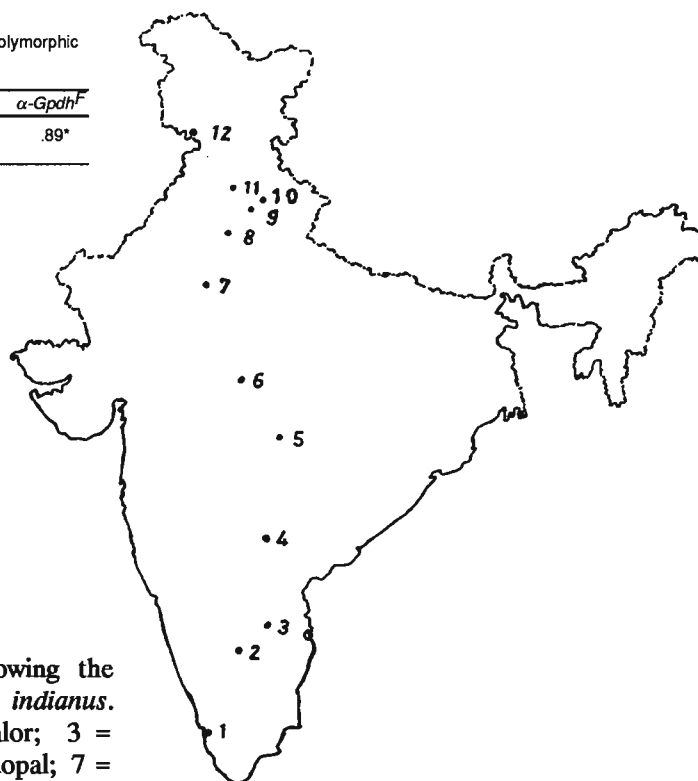 olymorphic
α-GpdhF
.89*
12
11
10
9
8
7
6
5
4
3
2
1
owing the
indianus.
lor; 3 =
opal; 7 =